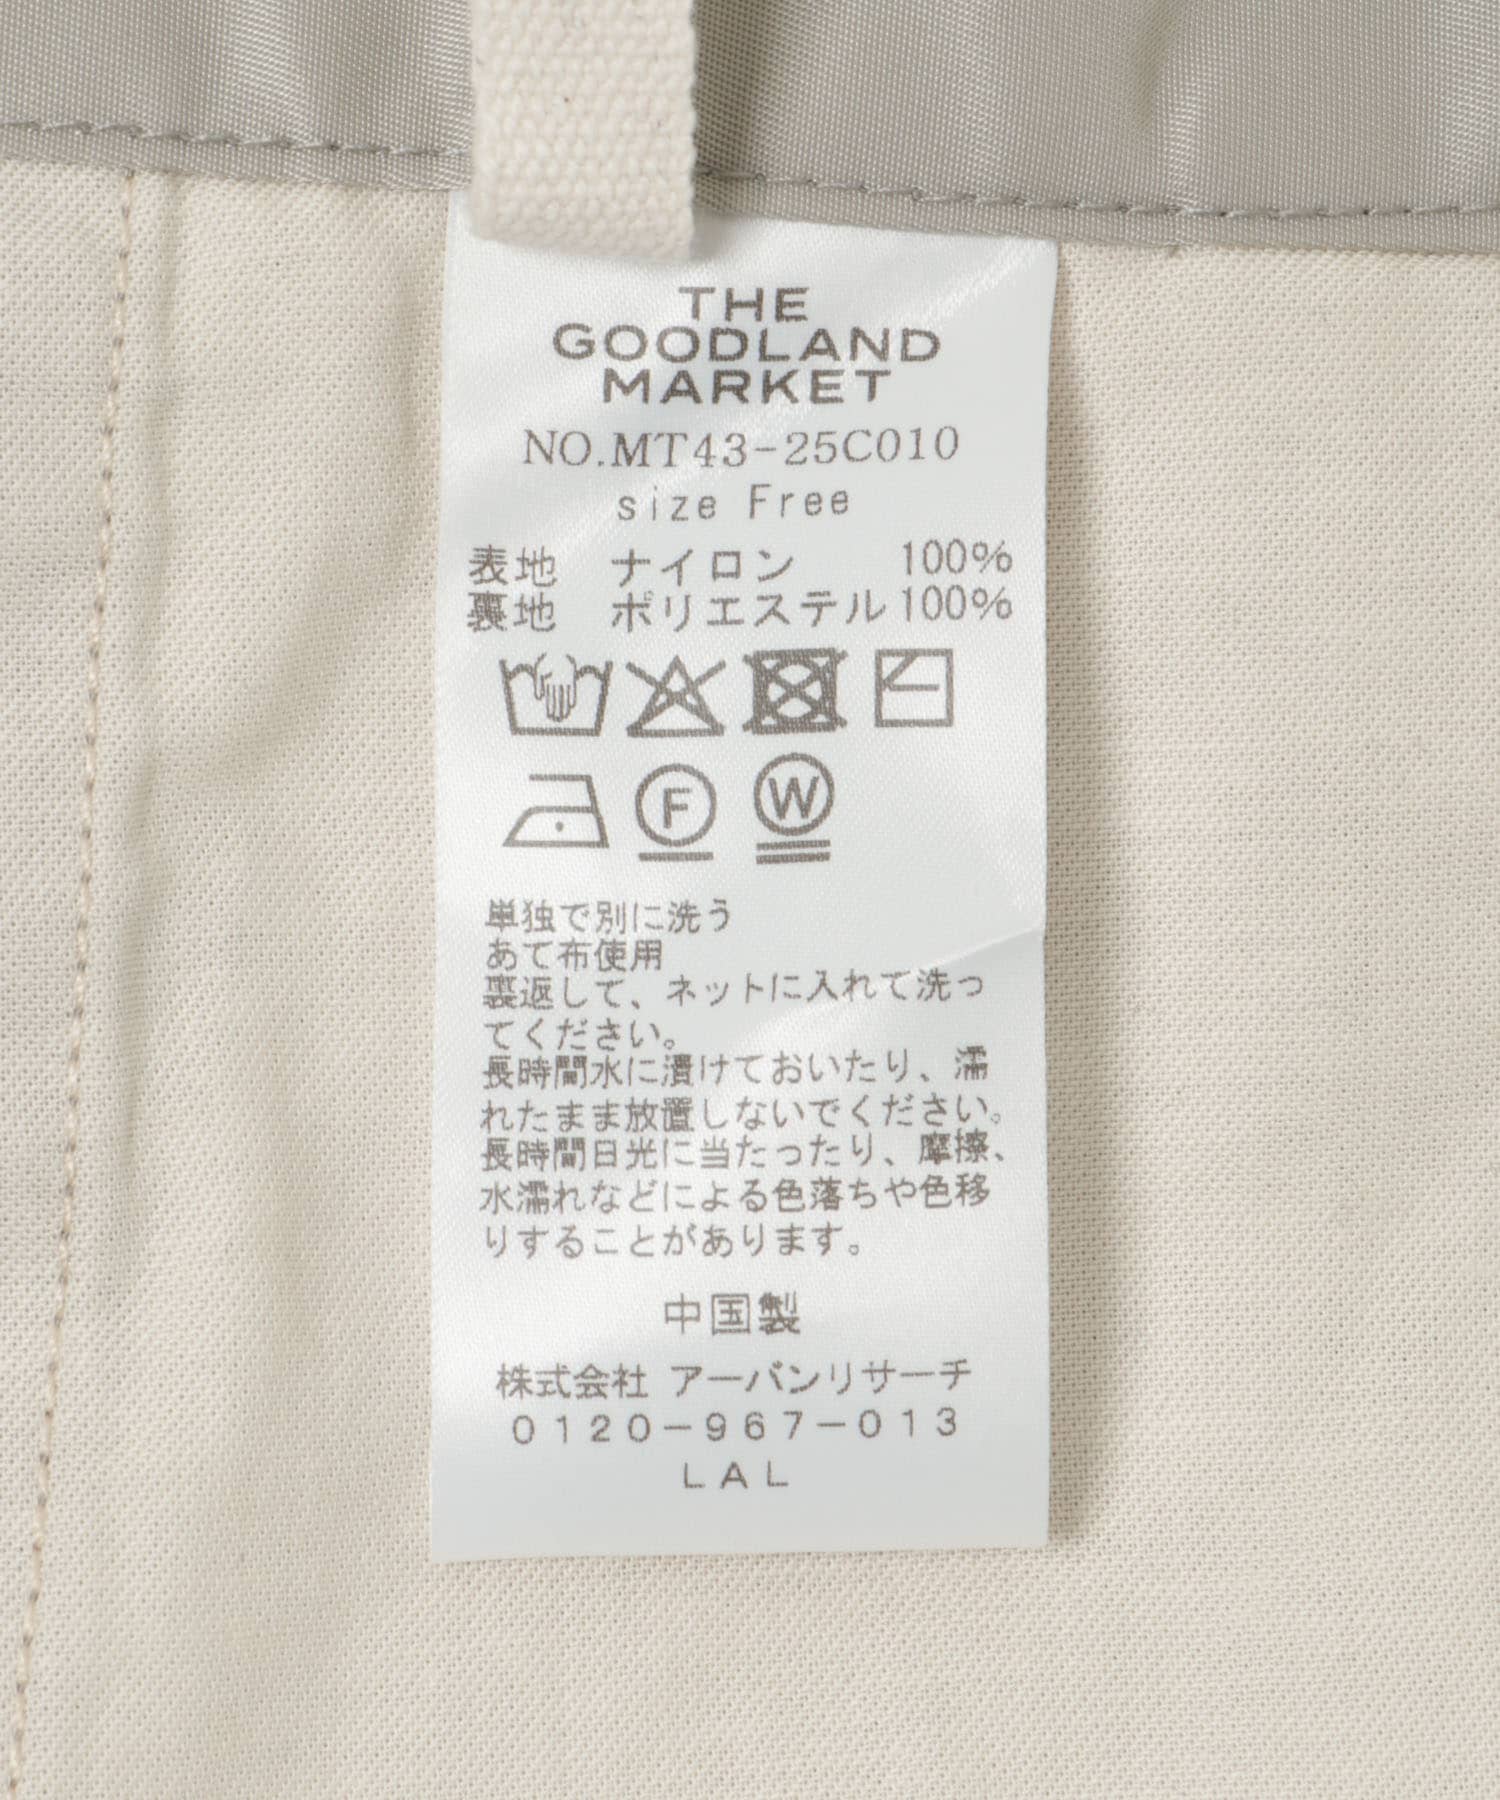 THE
GOODLAND
MARKET
NO.MT43-25C010
size Free
表地 ナイロン 100%
裏地 ポリエステル 100%
F W
単独で別に洗う
あて布使用
裏返して、ネットに入れて洗っ
てください。
長時間水に漬けておいたり、濡
れたまま放置しないでください。
長時間日光に当たったり、摩擦、
水濡れなどによる色落ちや色移
りすることがあります。
中国製
株式会社 アーバンリサーチ
0120-967-013
LAL